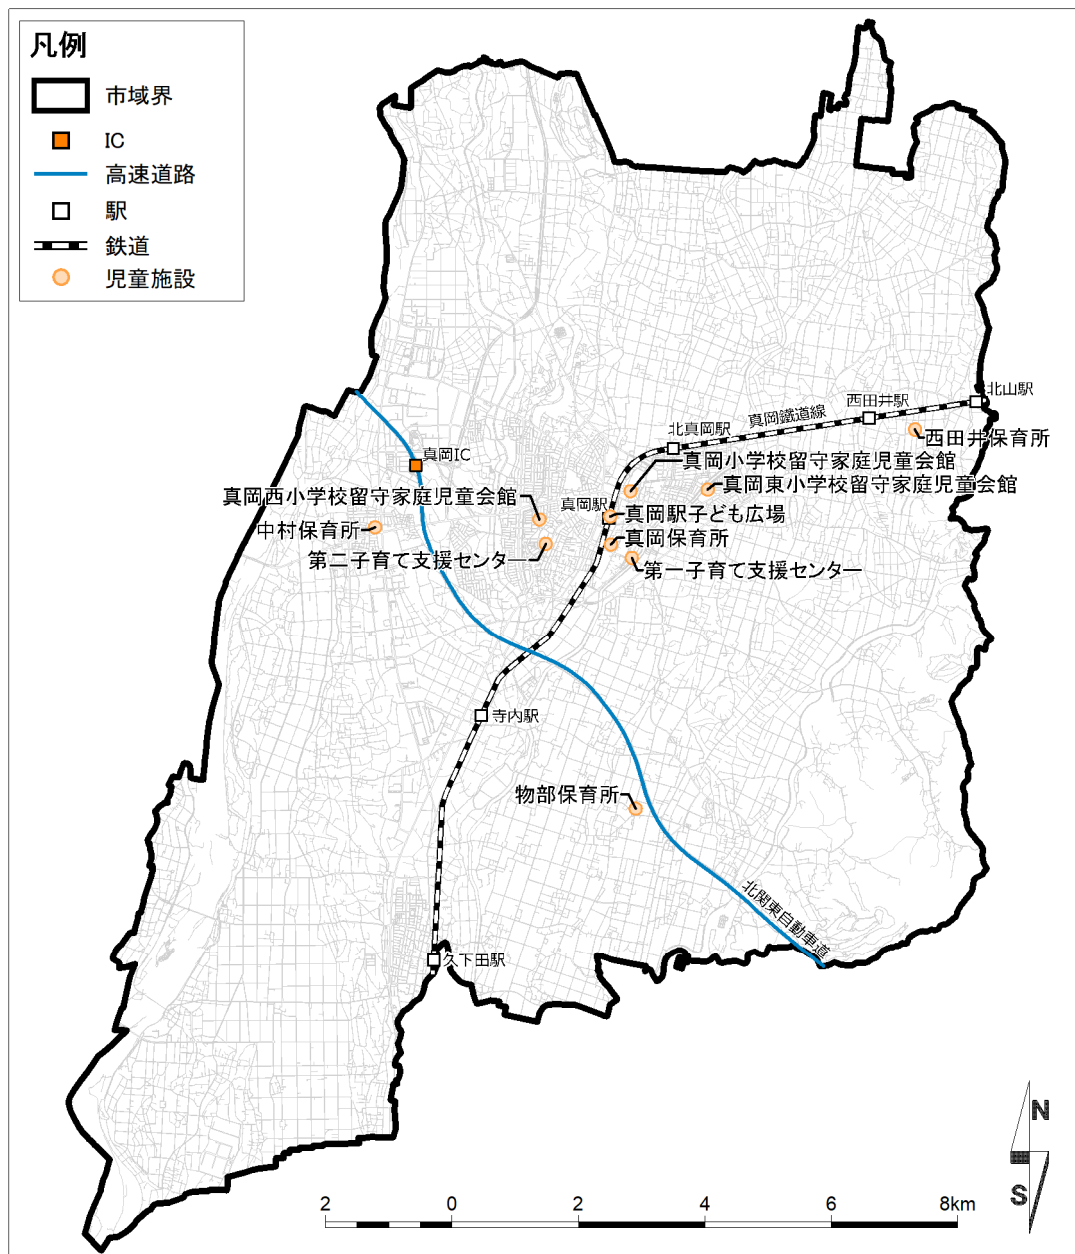 凡例
市域界
IC
高速道路
駅
鉄道
児童施設
北山駅
西田井駅
真岡鐵道線
北真岡駅
西田井保育所
真岡IC
真岡小学校留守家庭児童会館
真岡東小学校留守家庭児童会館
真岡西小学校留守家庭児童会館
真岡駅
真岡駅子ども広場
中村保育所
真岡保育所
第二子育て支援センター
第一子育て支援センター
寺内駅
物部保育所
北関東自動車道
久下田駅
N
S
2 0 2 4 6 8km